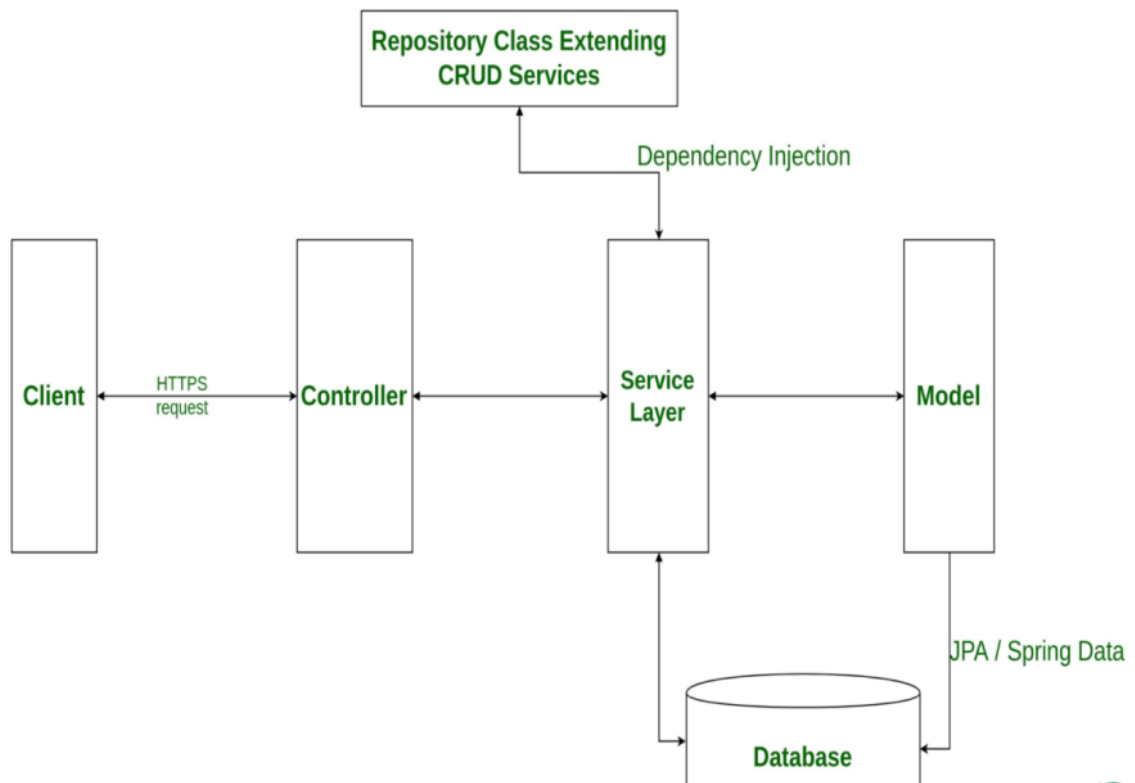 Repository Class Extending
CRUD Services
Dependency Injection
Client
HTTPS
request
Controller
Service
Layer
Model
JPA / Spring Data
Database